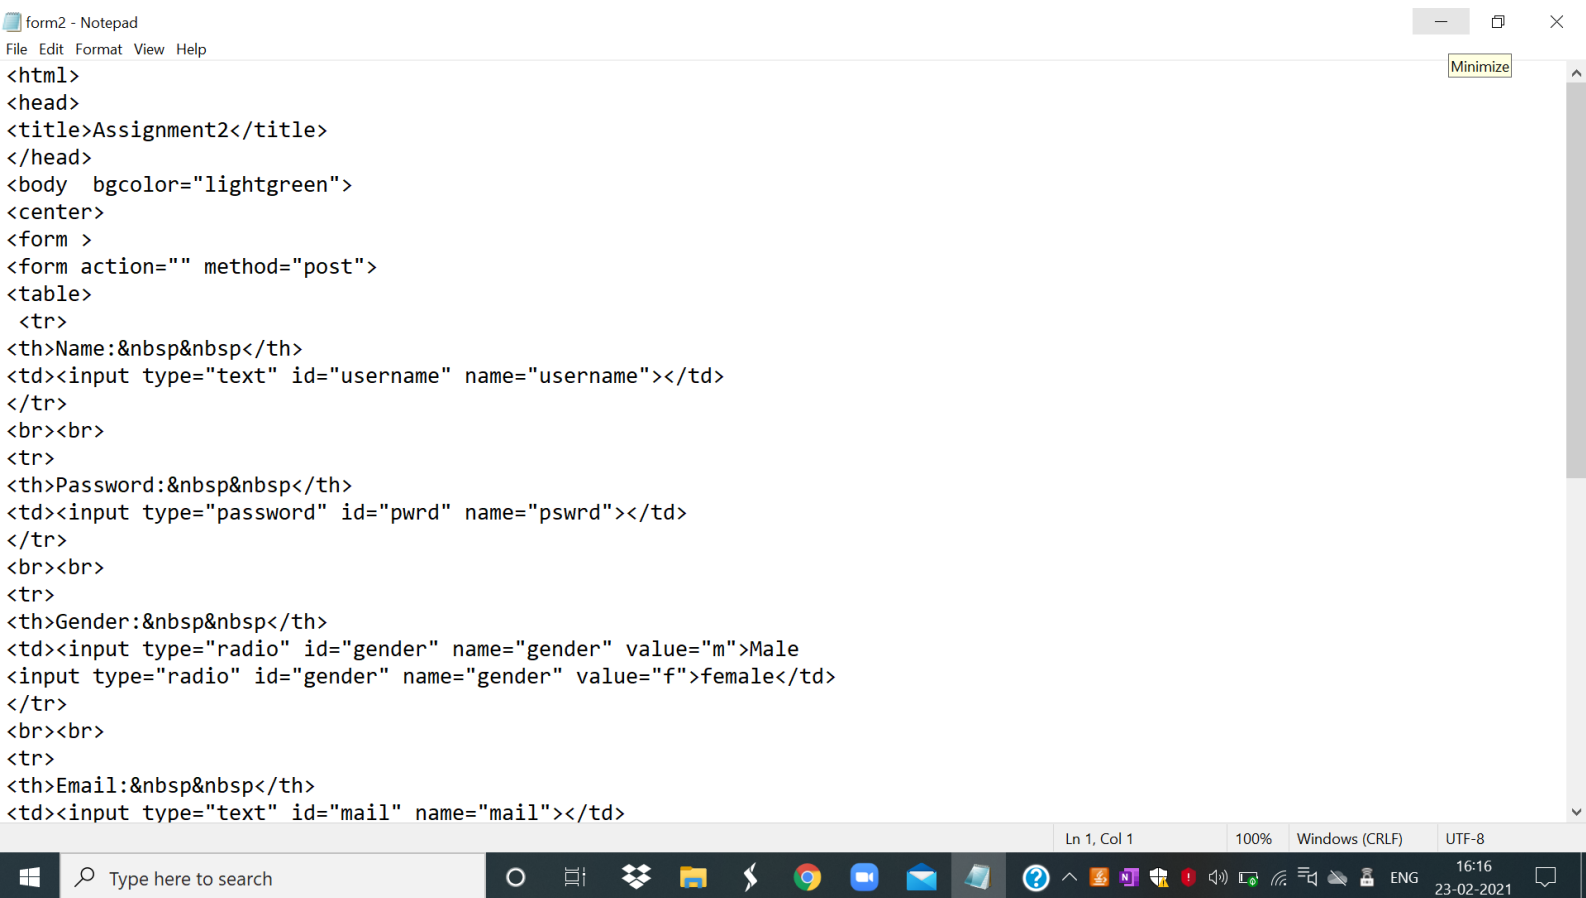 form2 - Notepad
File Edit Format View Help
Minimize
<html>
<head>
<title>Assignment2</title>
</head>
<body  bgcolor="lightgreen">
<center>
<form >
<form action="" method="post">
<table>
 <tr>
<th>Name:&nbsp&nbsp</th>
<td><input type="text" id="username" name="username"></td>
</tr>
<br><br>
<tr>
<th>Password:&nbsp&nbsp</th>
<td><input type="password" id="pwrd" name="pswrd"></td>
</tr>
<br><br>
<tr>
<th>Gender:&nbsp&nbsp</th>
<td><input type="radio" id="gender" name="gender" value="m">Male
<input type="radio" id="gender" name="gender" value="f">female</td>
</tr>
<br><br>
<tr>
<th>Email:&nbsp&nbsp</th>
<td><input type="text" id="mail" name="mail"></td>
Ln 1, Col 1 100% Windows (CRLF) UTF-8
Type here to search
ENG
16:16
23-02-2021